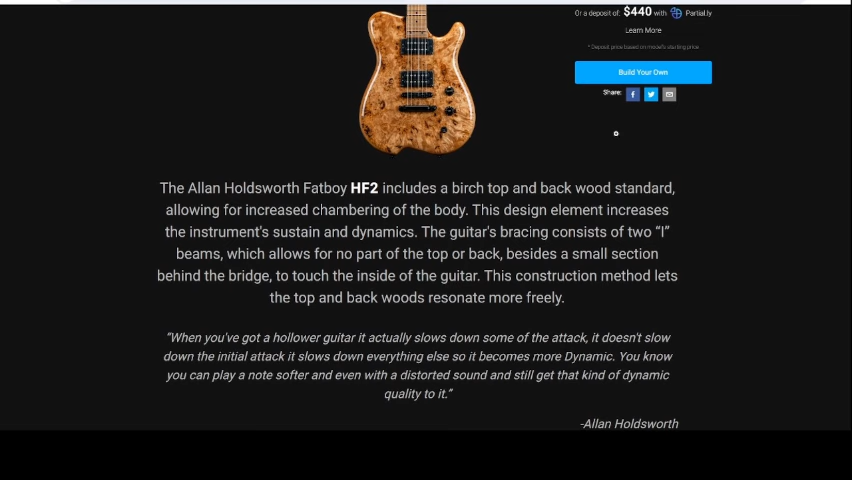 Or a deposit of: $440 with Partial.ly
Learn More
* Deposit price based on model's starting price.
Build Your Own
Share:
The Allan Holdsworth Fatboy HF2 includes a birch top and back wood standard,
allowing for increased chambering of the body. This design element increases
the instrument's sustain and dynamics. The guitar's bracing consists of two “I”
beams, which allows for no part of the top or back, besides a small section
behind the bridge, to touch the inside of the guitar. This construction method lets
the top and back woods resonate more freely.
“When you've got a hollower guitar it actually slows down some of the attack, it doesn't slow
down the initial attack it slows down everything else so it becomes more Dynamic. You know
you can play a note softer and even with a distorted sound and still get that kind of dynamic
quality to it.”
-Allan Holdsworth